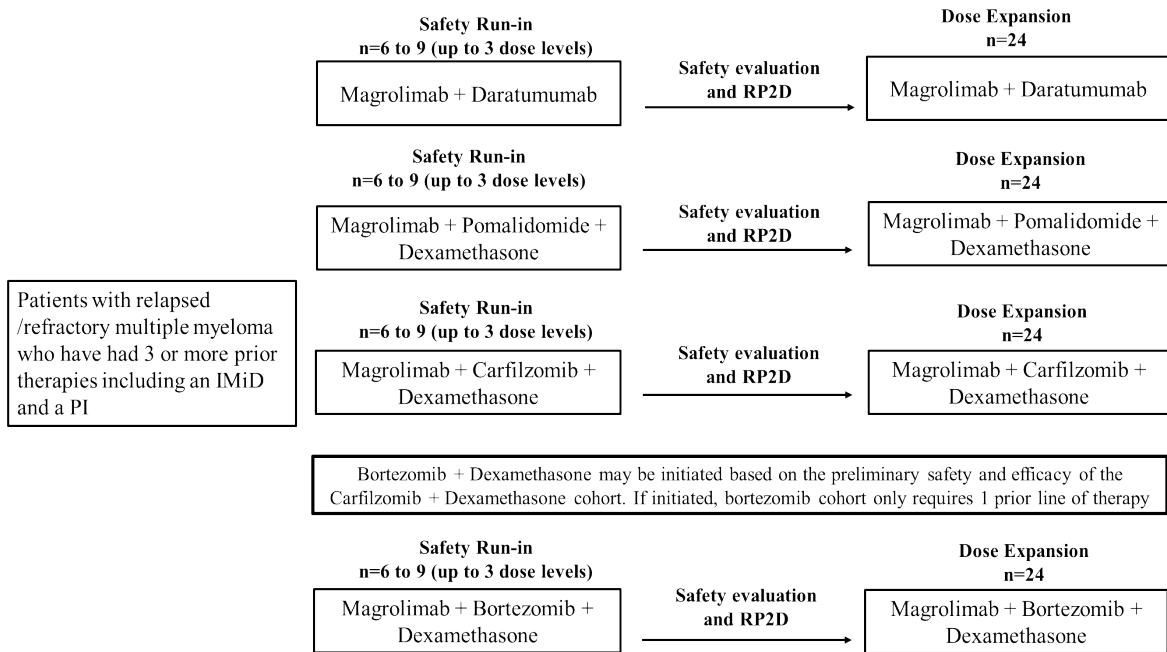 Safety Run-in
n=6 to 9 (up to 3 dose levels)
Magrolimab + Daratumumab
Safety evaluation
and RP2D
Dose Expansion
n=24
Magrolimab + Daratumumab
Safety Run-in
n=6 to 9 (up to 3 dose levels)
Magrolimab + Pomalidomide +
Dexamethasone
Safety evaluation
and RP2D
Dose Expansion
n=24
Magrolimab + Pomalidomide +
Dexamethasone
Patients with relapsed
/refractory multiple myeloma
who have had 3 or more prior
therapies including an IMiD
and a PI
Safety Run-in
n=6 to 9 (up to 3 dose levels)
Magrolimab + Carfilzomib +
Dexamethasone
Safety evaluation
and RP2D
Dose Expansion
n=24
Magrolimab + Carfilzomib +
Dexamethasone
Bortezomib + Dexamethasone may be initiated based on the preliminary safety and efficacy of the
Carfilzomib + Dexamethasone cohort. If initiated, bortezomib cohort only requires 1 prior line of therapy
Safety Run-in
n=6 to 9 (up to 3 dose levels)
Magrolimab + Bortezomib +
Dexamethasone
Safety evaluation
and RP2D
Dose Expansion
n=24
Magrolimab + Bortezomib +
Dexamethasone